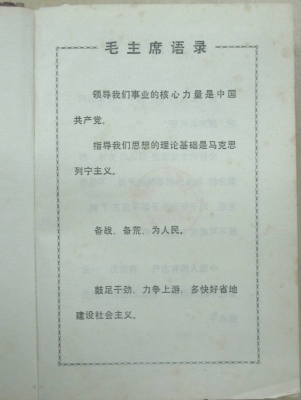 毛主席语录
领导我们事业的核心力量是中国
共产党。
指导我们思想的理论基础是马克思
列宁主义。
备战、备荒、为人民。
鼓足干劲、力争上游、多快好省地
建设社会主义。